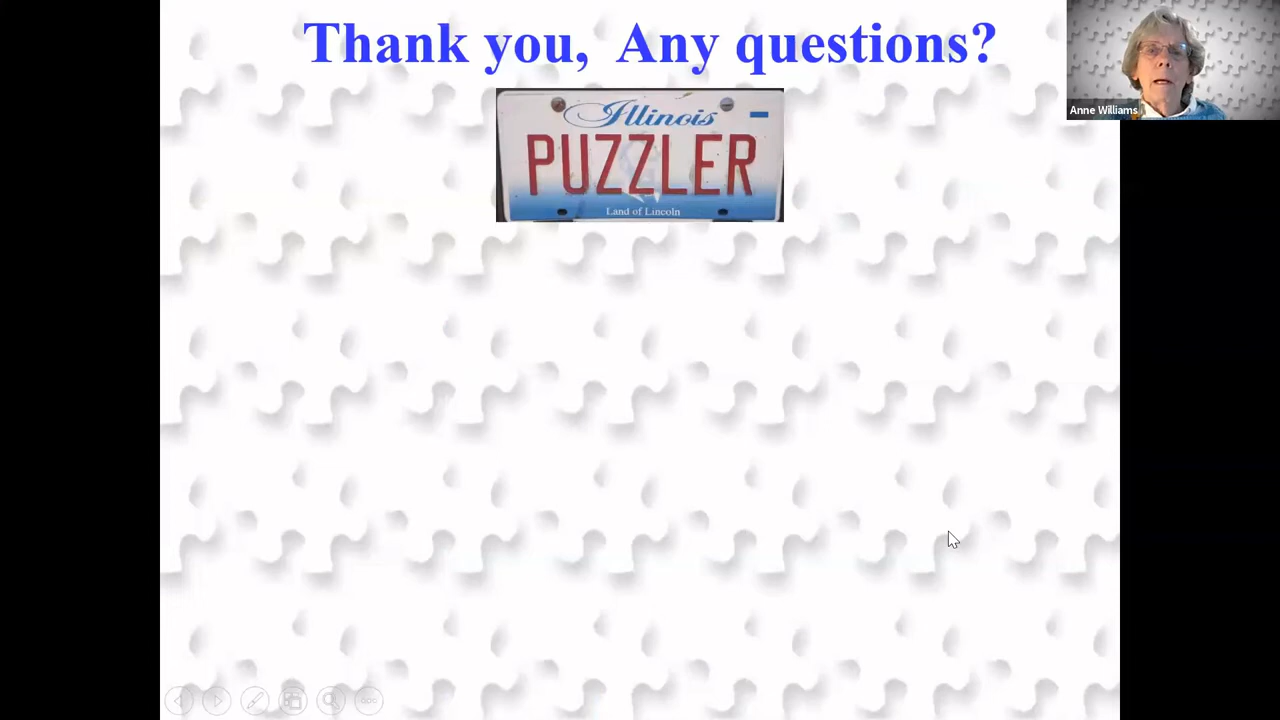 Thank you, Any questions?
Illinois
PUZZLER
Land of Lincoln
Anne Williams